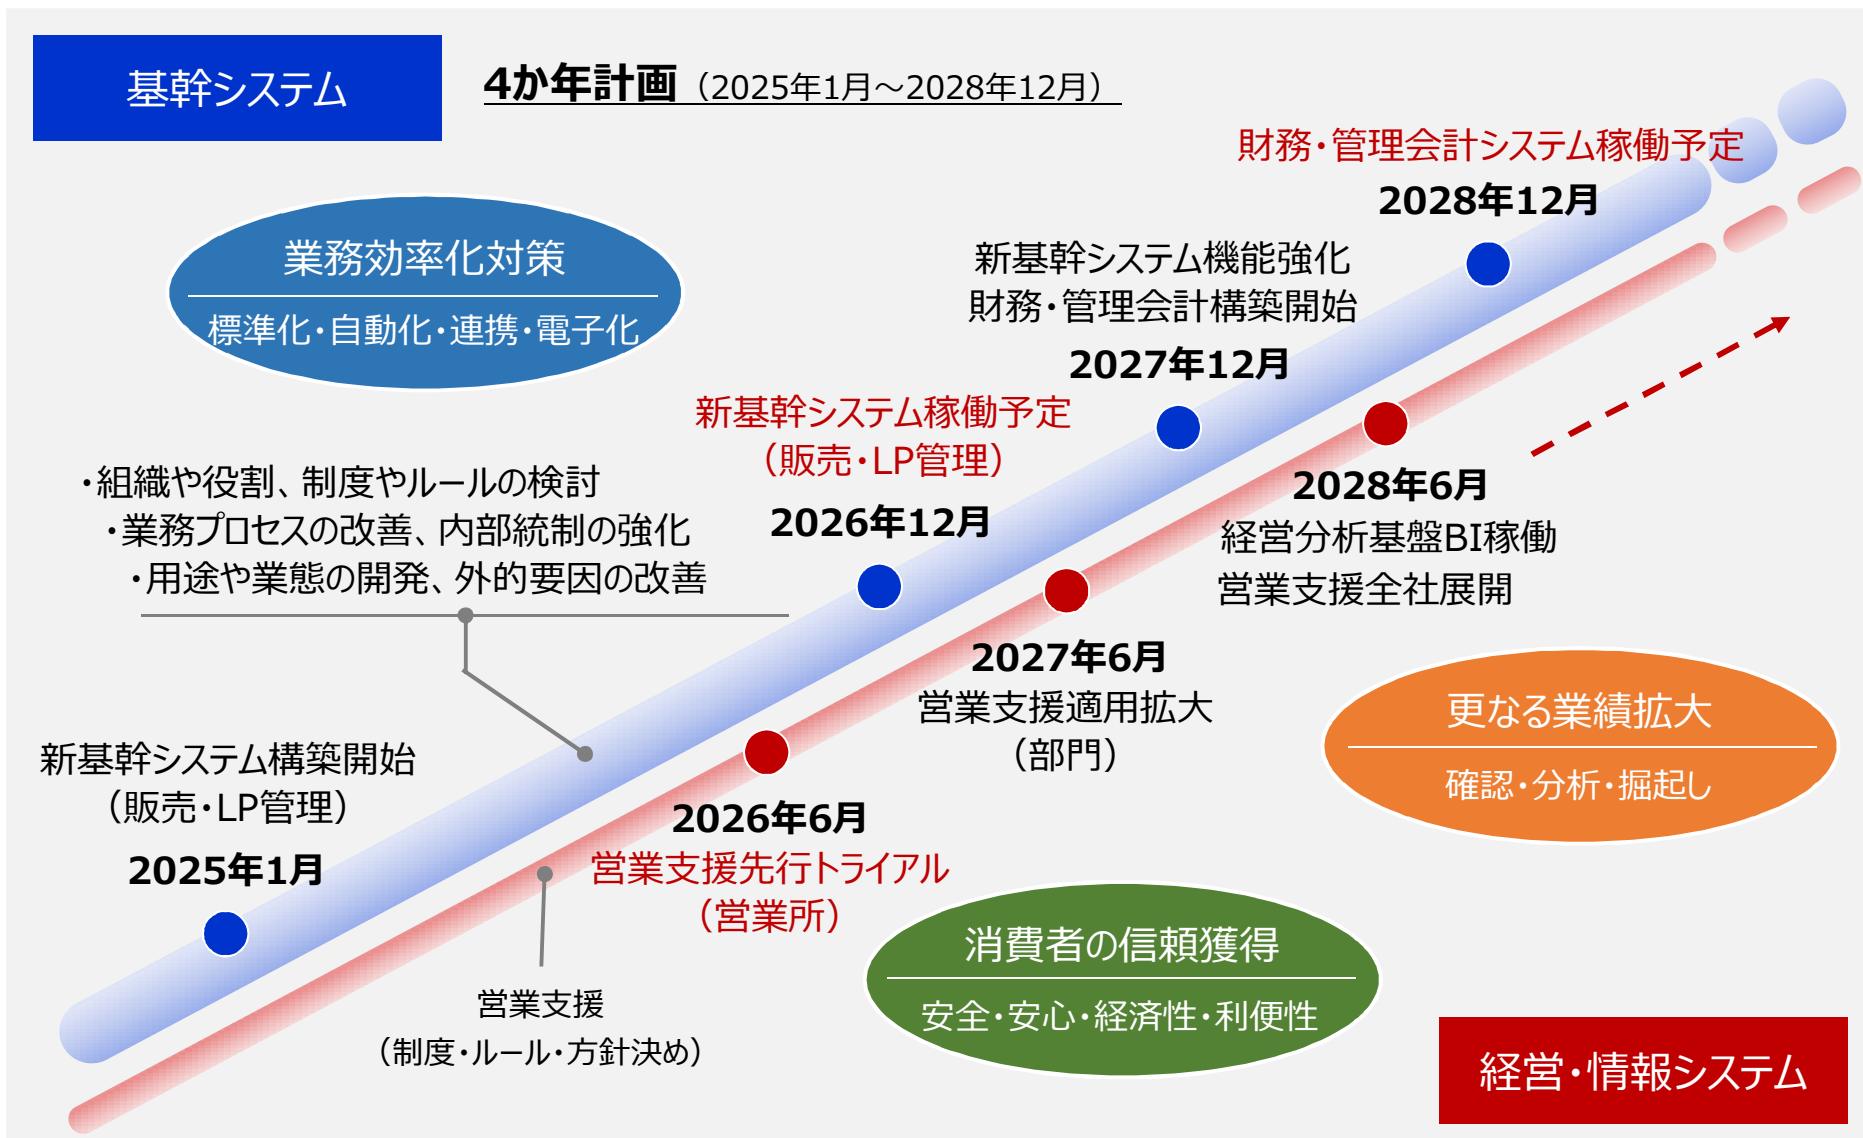 基幹システム
4か年計画（2025年1月～2028年12月）
財務・管理会計システム稼働予定
2028年12月
業務効率化対策
標準化・自動化・連携・電子化
新基幹システム機能強化
財務・管理会計構築開始
2027年12月
新基幹システム稼働予定
（販売・LP管理）
2026年12月
・組織や役割、制度やルールの検討
・業務プロセスの改善、内部統制の強化
・用途や業態の開発、外的要因の改善
2028年6月
経営分析基盤BI稼働
営業支援全社展開
2027年6月
営業支援適用拡大
（部門）
更なる業績拡大
確認・分析・掘起し
新基幹システム構築開始
（販売・LP管理）
2025年1月
2026年6月
営業支援先行トライアル
（営業所）
消費者の信頼獲得
安全・安心・経済性・利便性
営業支援
（制度・ルール・方針決め）
経営・情報システム